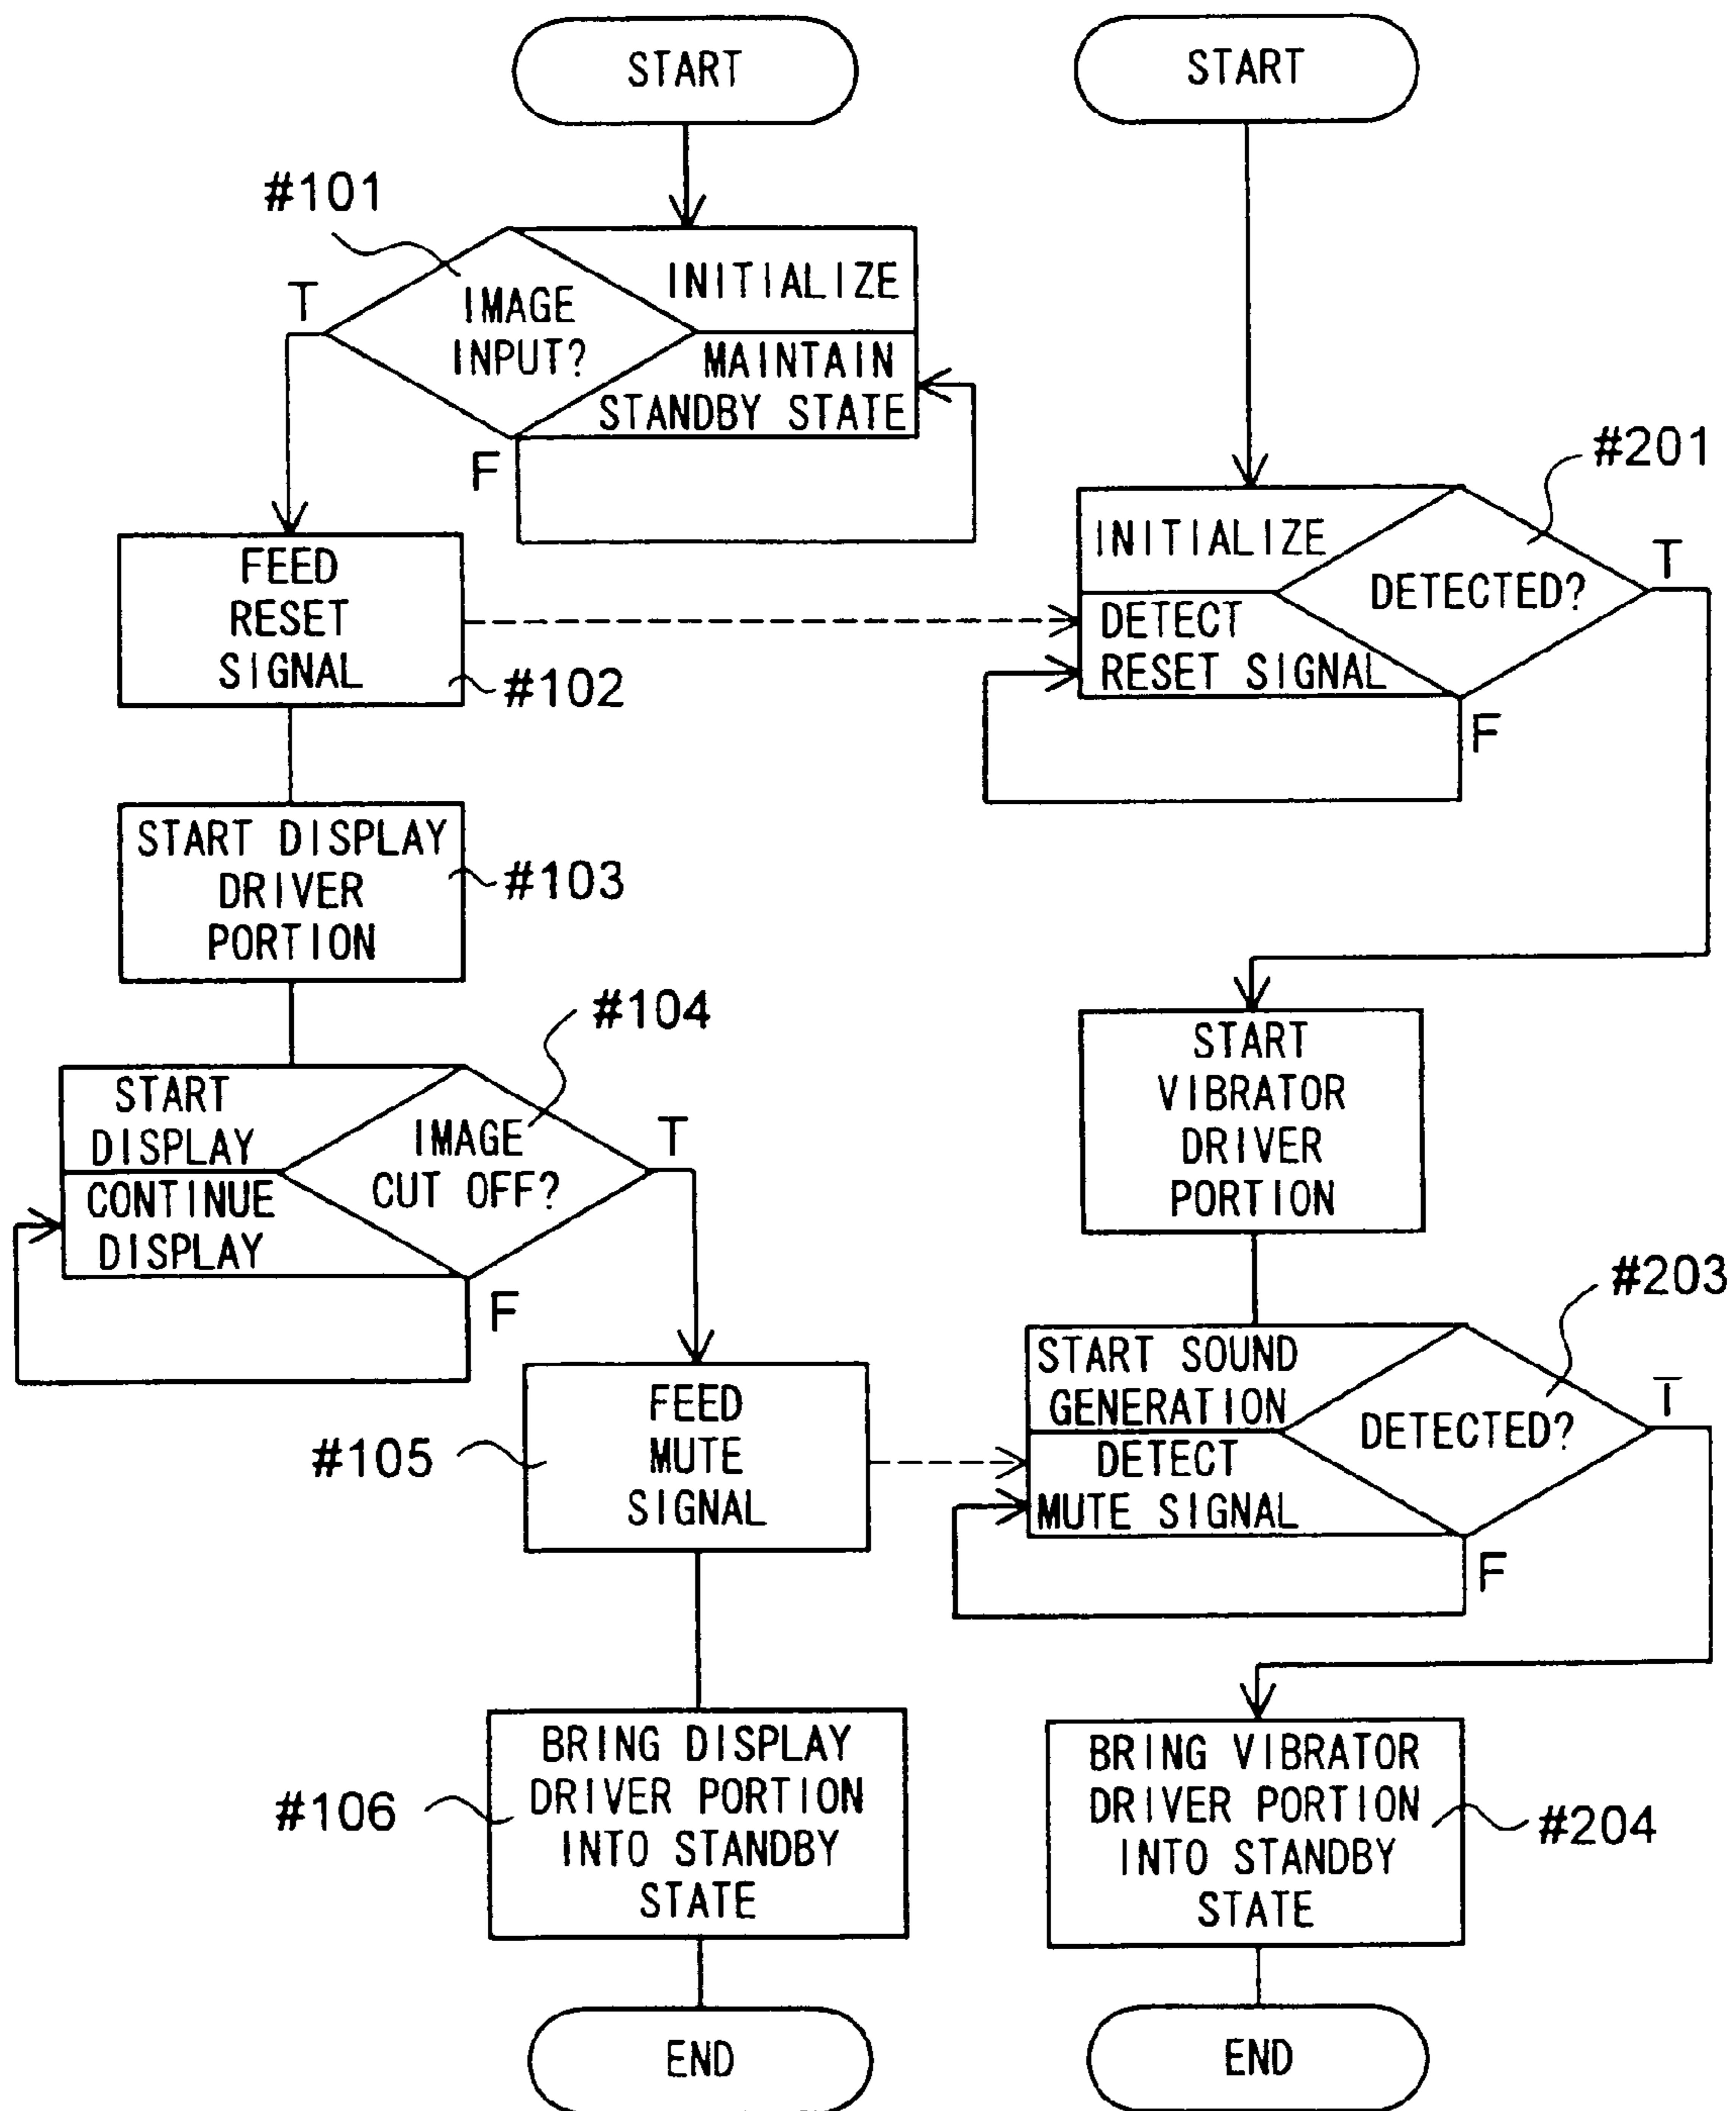 START
#101
T
IMAGE
INPUT?
INITIALIZE
MAINTAIN
STANDBY STATE
F
FEED
RESET
SIGNAL
#102
START DISPLAY
DRIVER
PORTION
#103
#104
START
DISPLAY
IMAGE
CUT OFF?
T
CONTINUE
DISPLAY
F
FEED
MUTE
SIGNAL
#105
BRING DISPLAY
DRIVER PORTION
INTO STANDBY
STATE
#106
END
START
#201
INITIALIZE
DETECTED?
T
DETECT
RESET SIGNAL
F
START
VIBRATOR
DRIVER
PORTION
#203
START SOUND
GENERATION
DETECTED?
T
DETECT
MUTE SIGNAL
F
BRING VIBRATOR
DRIVER PORTION
INTO STANDBY
STATE
#204
END